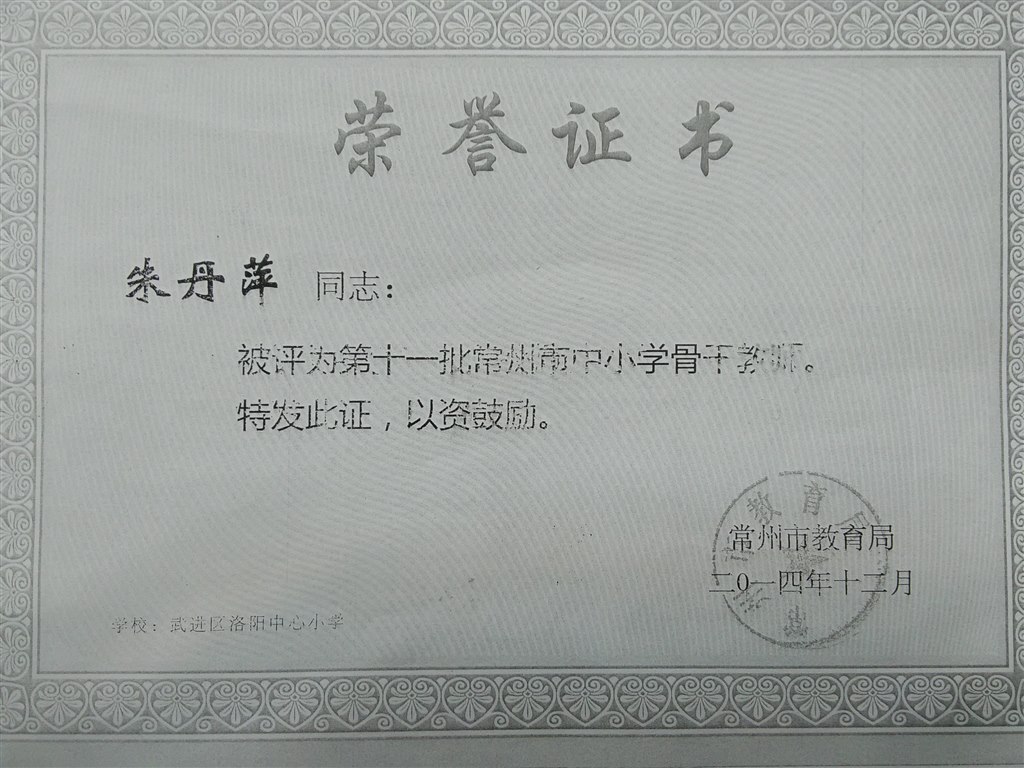 荣誉证书
朱丹萍 同志：
被评为第十一批常州市中小学骨干教师。
特发此证，以资鼓励。
常州市教育局
二0一四年十二月
学校：武进区洛阳中心小学